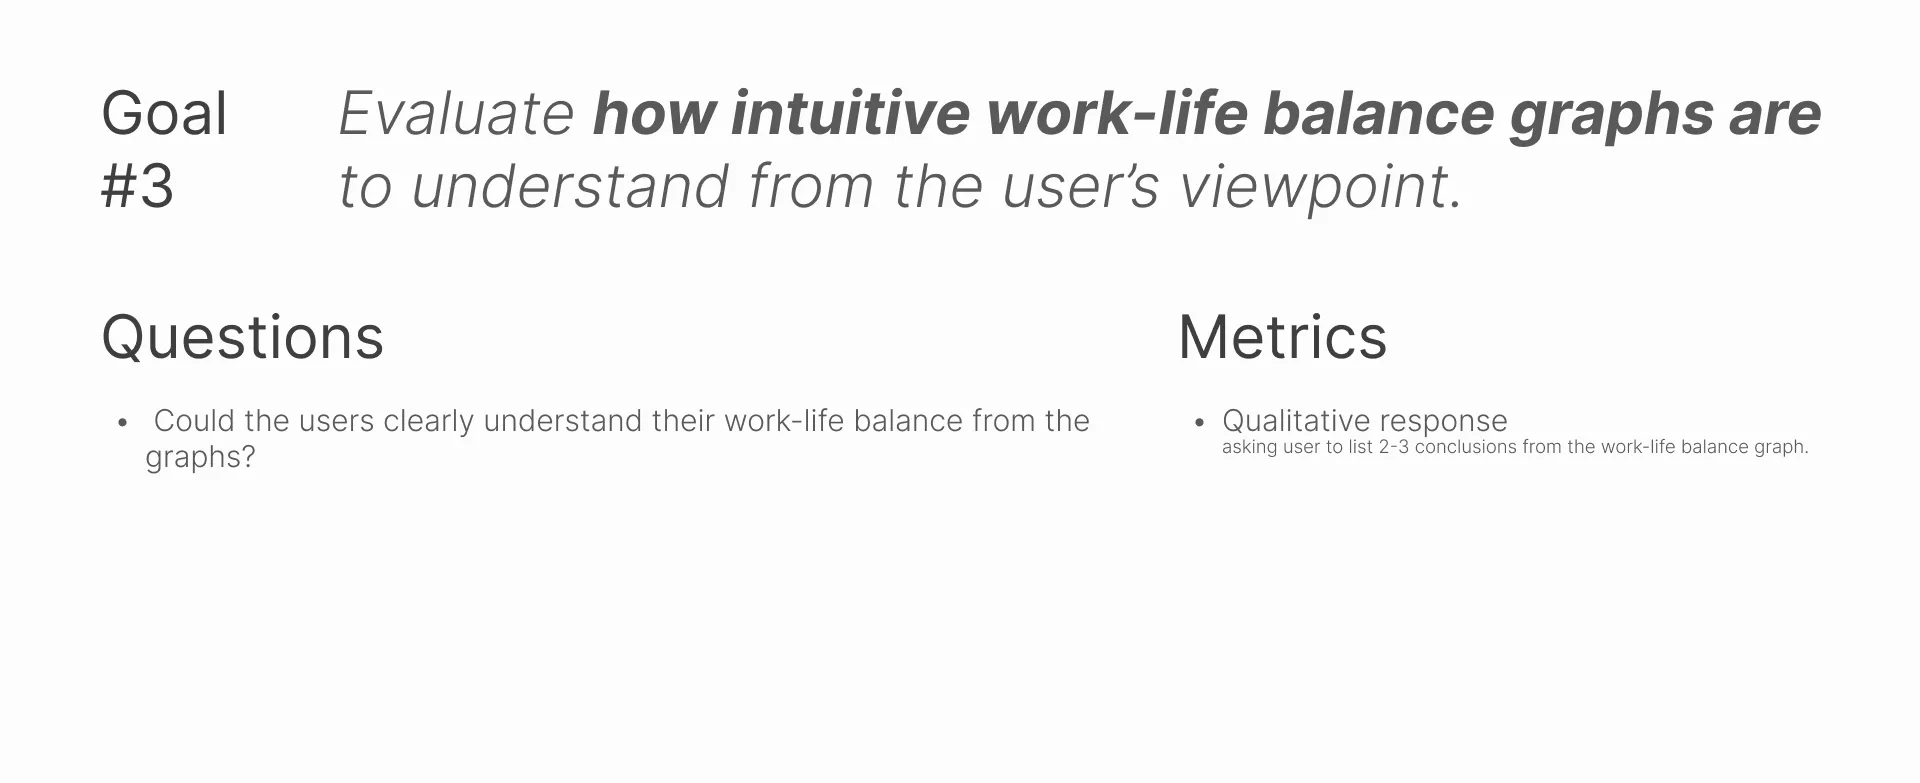 Goal
#3
Evaluate how intuitive work-life balance graphs are
to understand from the user’s viewpoint.
Questions
• Could the users clearly understand their work-life balance from the
graphs?
Metrics
• Qualitative response
asking user to list 2-3 conclusions from the work-life balance graph.